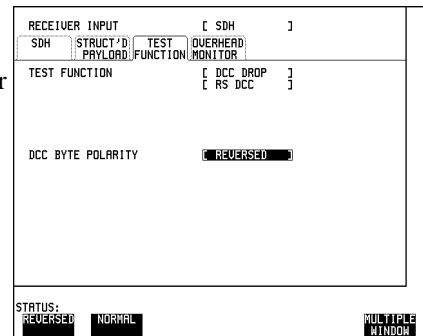 RECEIVER INPUT [ SDH ]
SDH STRUCT'D PAYLOAD TEST FUNCTION OVERHEAD MONITOR
TEST FUNCTION [ DCC DROP ]
[ RS DCC ]
r
DCC BYTE POLARITY [ REVERSED ]
STATUS:
REVERSED NORMAL MULTIPLE WINDOW